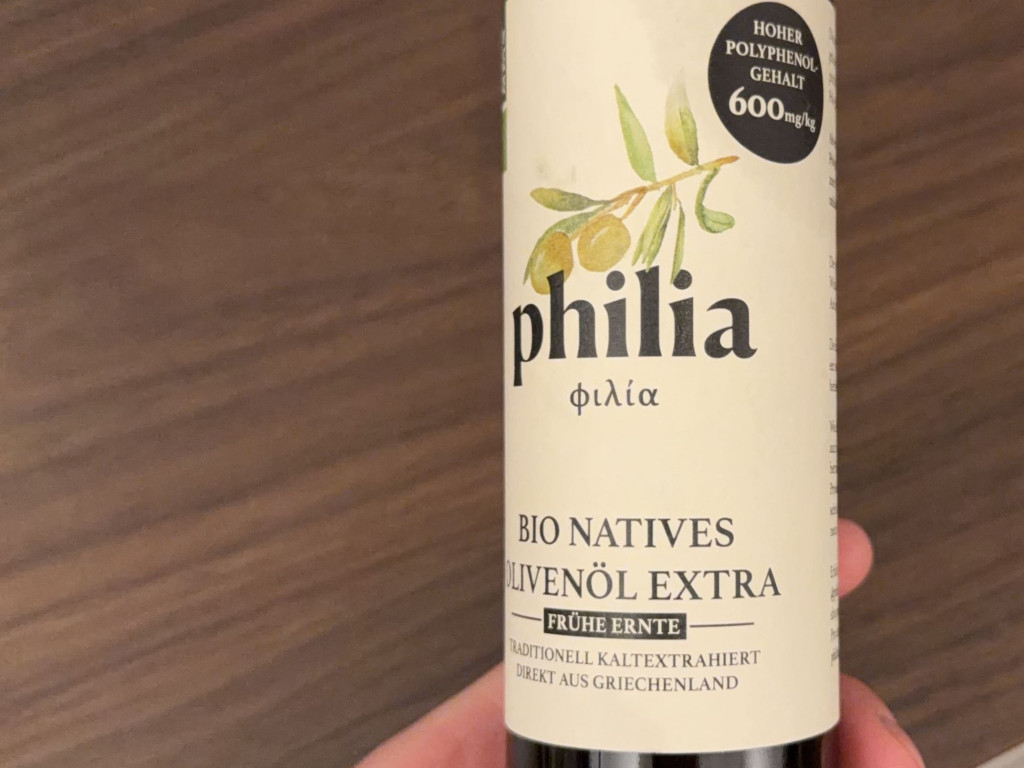 HOHER
POLYPHENOL-
GEHALT
600mg/kg
philia
φιλία
BIO NATIVES
OLIVENÖL EXTRA
FRÜHE ERNTE
TRADITIONELL KALTEXTRAHIERT
DIREKT AUS GRIECHENLAND